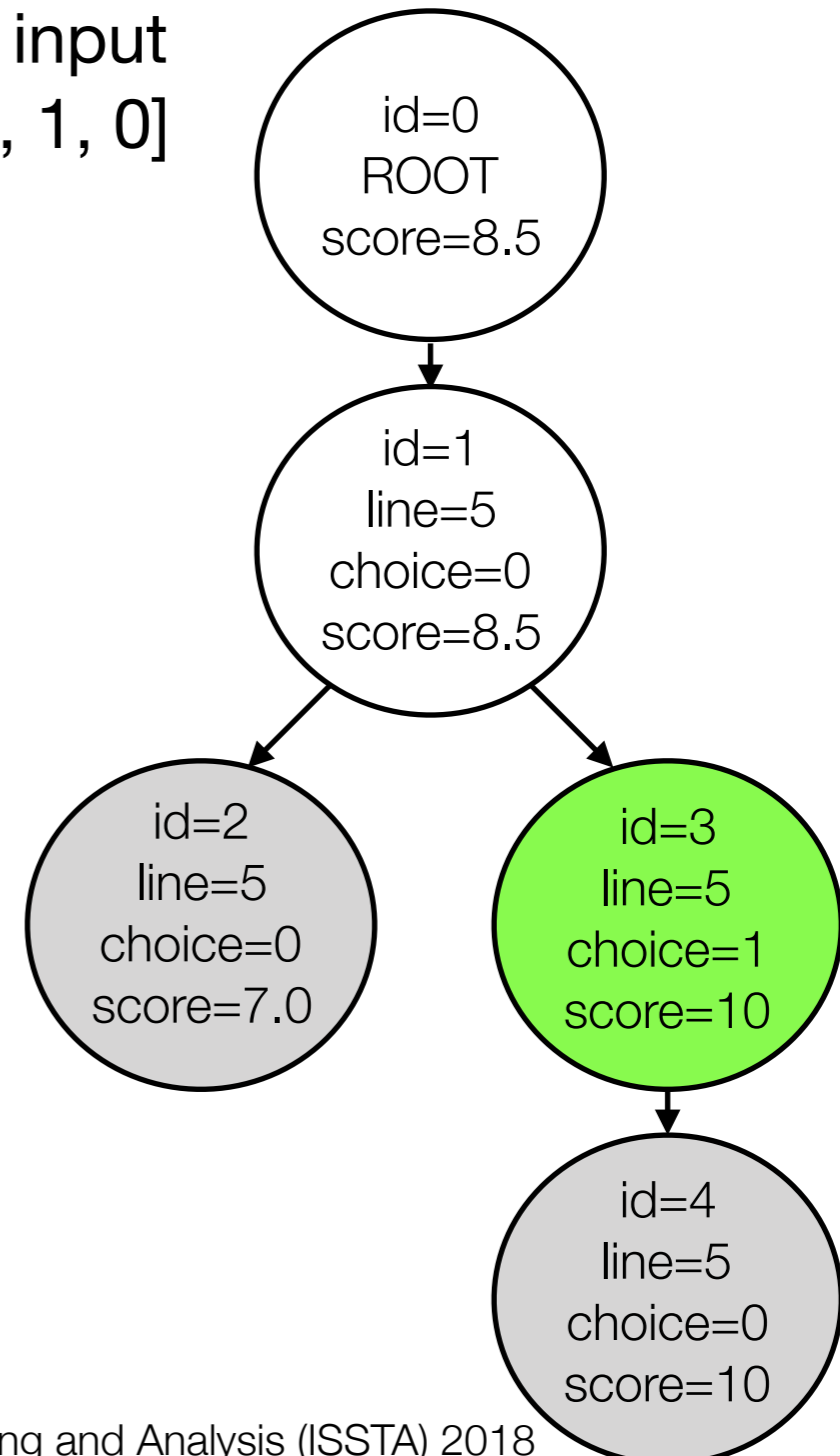 input
, 1, 0]
id=0
ROOT
score=8.5
id=1
line=5
choice=0
score=8.5
id=2
line=5
choice=0
score=7.0
id=3
line=5
choice=1
score=10
id=4
line=5
choice=0
score=10
ng and Analysis (ISSTA) 2018